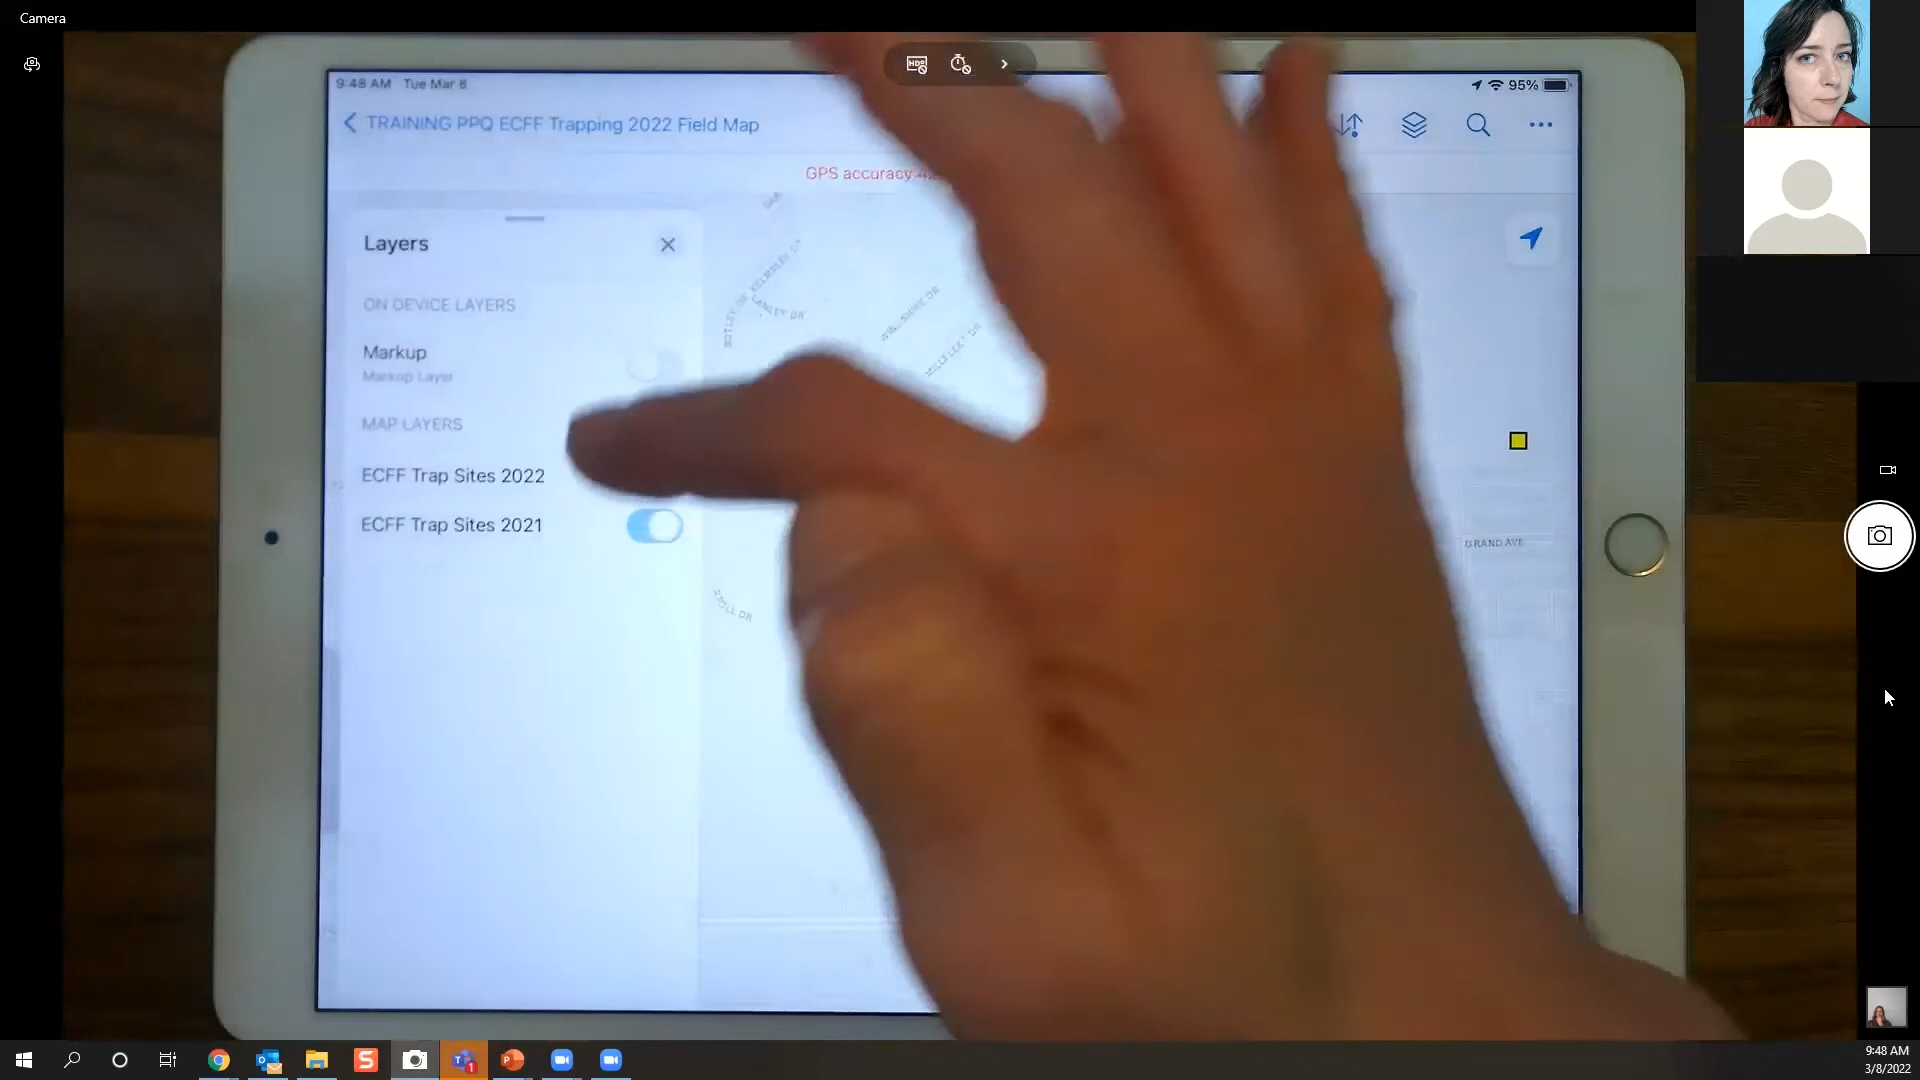 Camera
9:48 AM Tue Mar 8
95%
TRAINING PPQ ECFF Trapping 2022 Field Map
GPS accuracy
Layers
ON DEVICE LAYERS
Markup
Markup Layer
MAP LAYERS
ECFF Trap Sites 2022
ECFF Trap Sites 2021
GRAND AVE
9:48 AM
3/8/2022